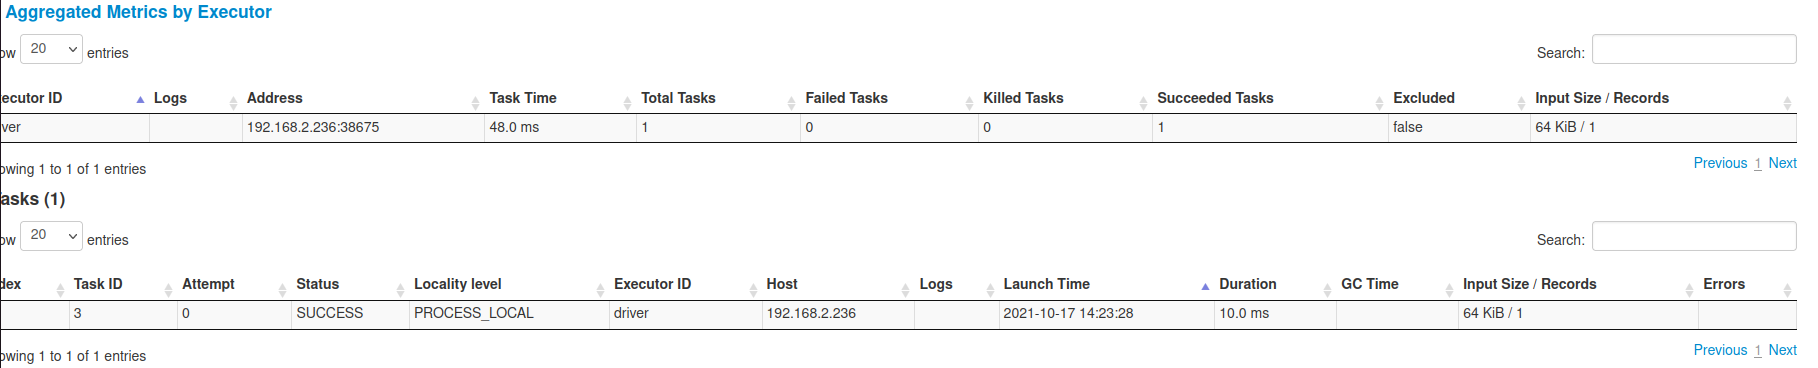 Aggregated Metrics by Executor
ow 20 entries
Search:
ecutor ID Logs Address Task Time Total Tasks Failed Tasks Killed Tasks Succeeded Tasks Excluded Input Size / Records
ver 192.168.2.236:38675 48.0 ms 1 0 0 1 false 64 KiB / 1
owing 1 to 1 of 1 entries
Previous 1 Next
asks (1)
ow 20 entries
Search:
dex Task ID Attempt Status Locality level Executor ID Host Logs Launch Time Duration GC Time Input Size / Records Errors
3 0 SUCCESS PROCESS_LOCAL driver 192.168.2.236 2021-10-17 14:23:28 10.0 ms 64 KiB / 1
owing 1 to 1 of 1 entries
Previous 1 Next